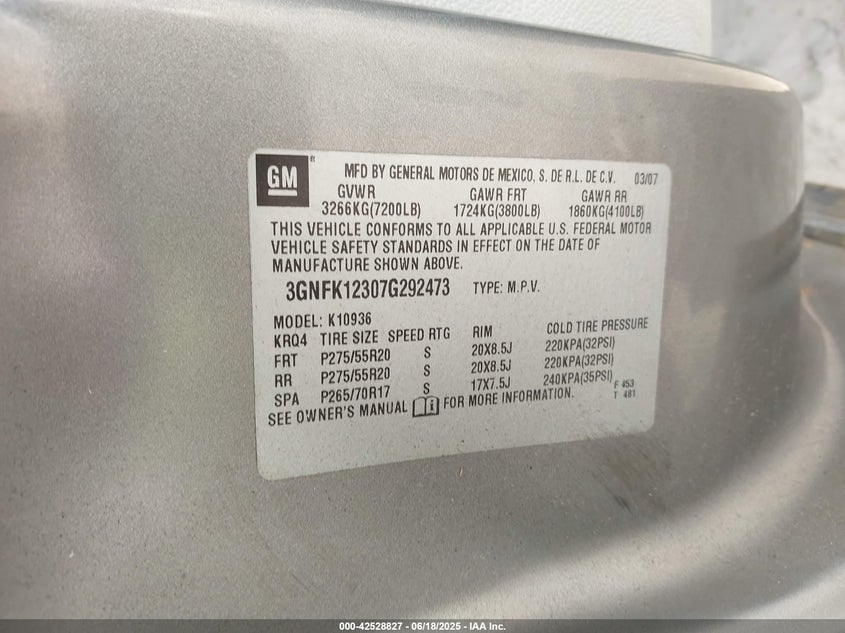 GM
MFD BY GENERAL MOTORS DE MEXICO, S. DE R.L. DE C.V. 03/07
GVWR GAWR FRT GAWR RR
3266KG(7200LB) 1724KG(3800LB) 1860KG(4100LB)
THIS VEHICLE CONFORMS TO ALL APPLICABLE U.S. FEDERAL MOTOR
VEHICLE SAFETY STANDARDS IN EFFECT ON THE DATE OF
MANUFACTURE SHOWN ABOVE.
3GNFK12307G292473 TYPE: M.P.V.
MODEL: K10936
KRQ4 TIRE SIZE SPEED RTG RIM COLD TIRE PRESSURE
FRT P275/55R20 S 20X8.5J 220KPA(32PSI)
RR P275/55R20 S 20X8.5J 220KPA(32PSI)
SPA P265/70R17 S 17X7.5J 240KPA(35PSI)
SEE OWNER'S MANUAL FOR MORE INFORMATION.
F 453
T 481
000-42528827 - 06/18/2025 - IAA Inc.